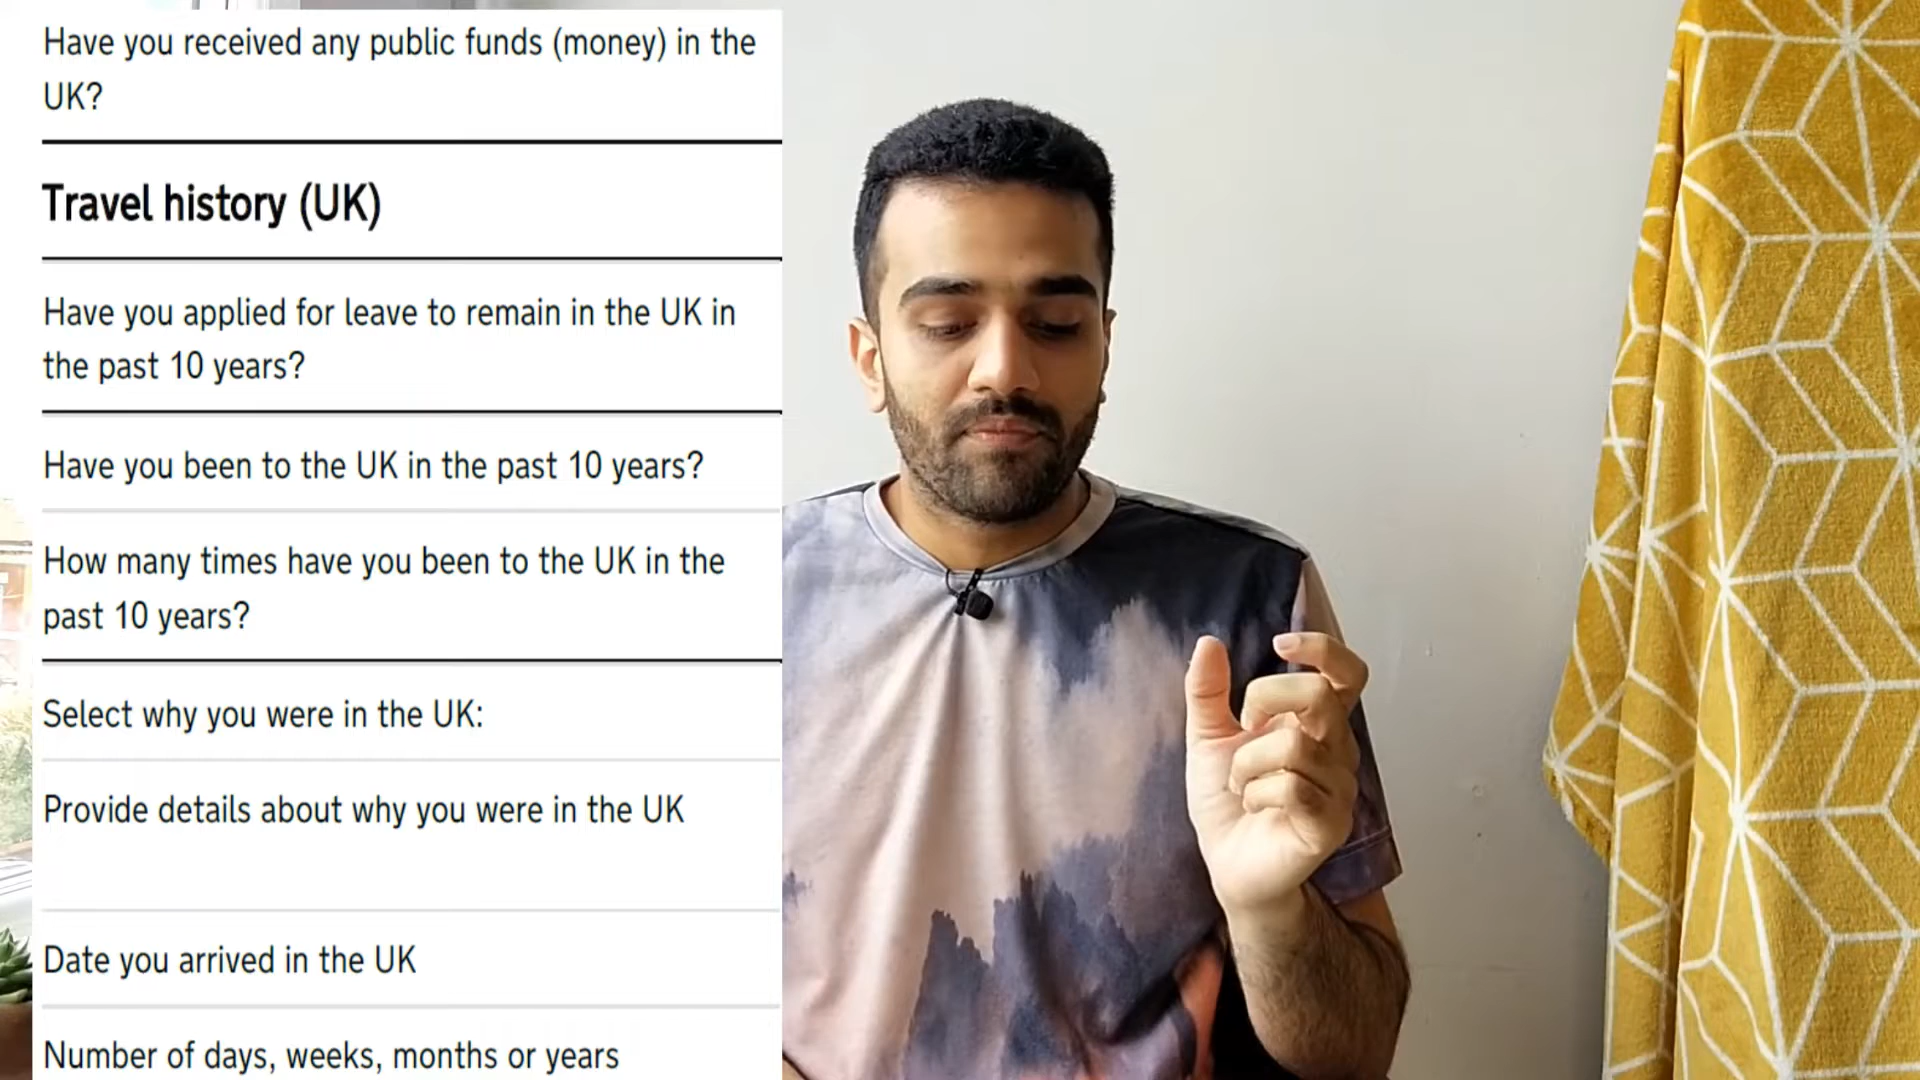 Have you received any public funds (money) in the
UK?
Travel history (UK)
Have you applied for leave to remain in the UK in
the past 10 years?
Have you been to the UK in the past 10 years?
How many times have you been to the UK in the
past 10 years?
Select why you were in the UK:
Provide details about why you were in the UK
Date you arrived in the UK
Number of days, weeks, months or years